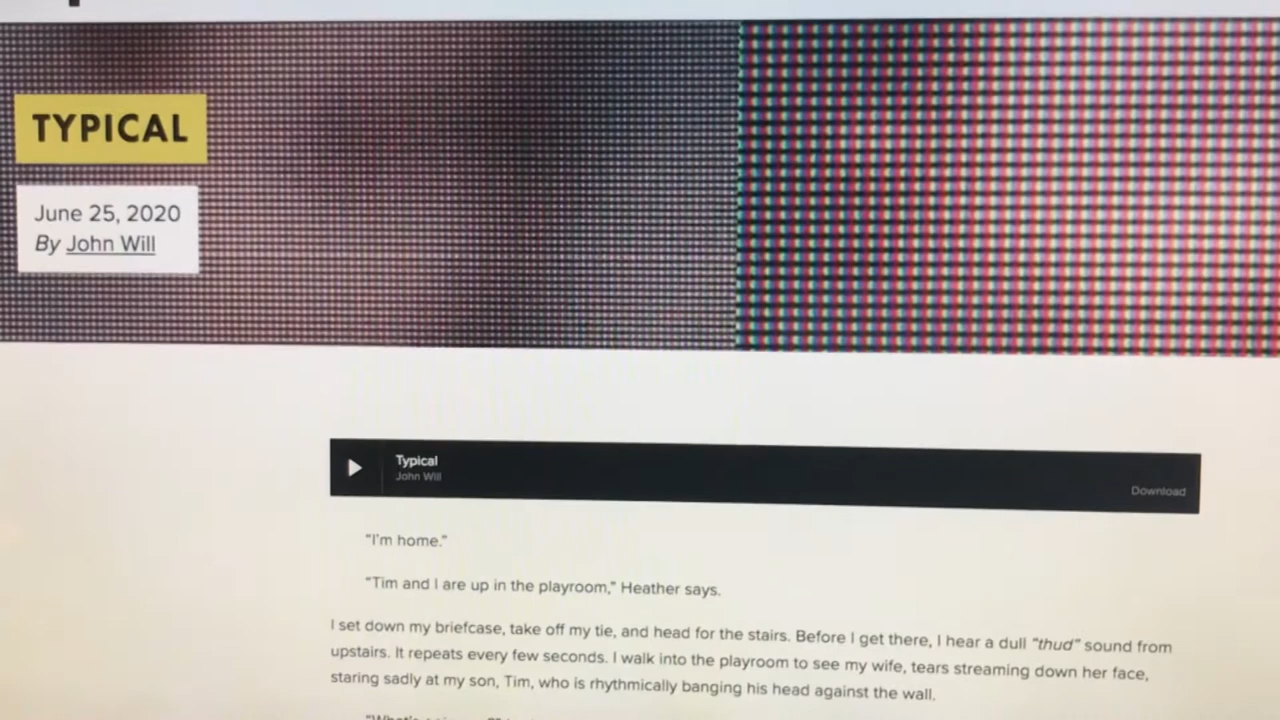 TYPICAL
June 25, 2020
By John Will
Typical
John Will
Download
"I'm home."
"Tim and I are up in the playroom," Heather says.
I set down my briefcase, take off my tie, and head for the stairs. Before I get there, I hear a dull "thud" sound from
upstairs. It repeats every few seconds. I walk into the playroom to see my wife, tears streaming down her face,
staring sadly at my son, Tim, who is rhythmically banging his head against the wall.